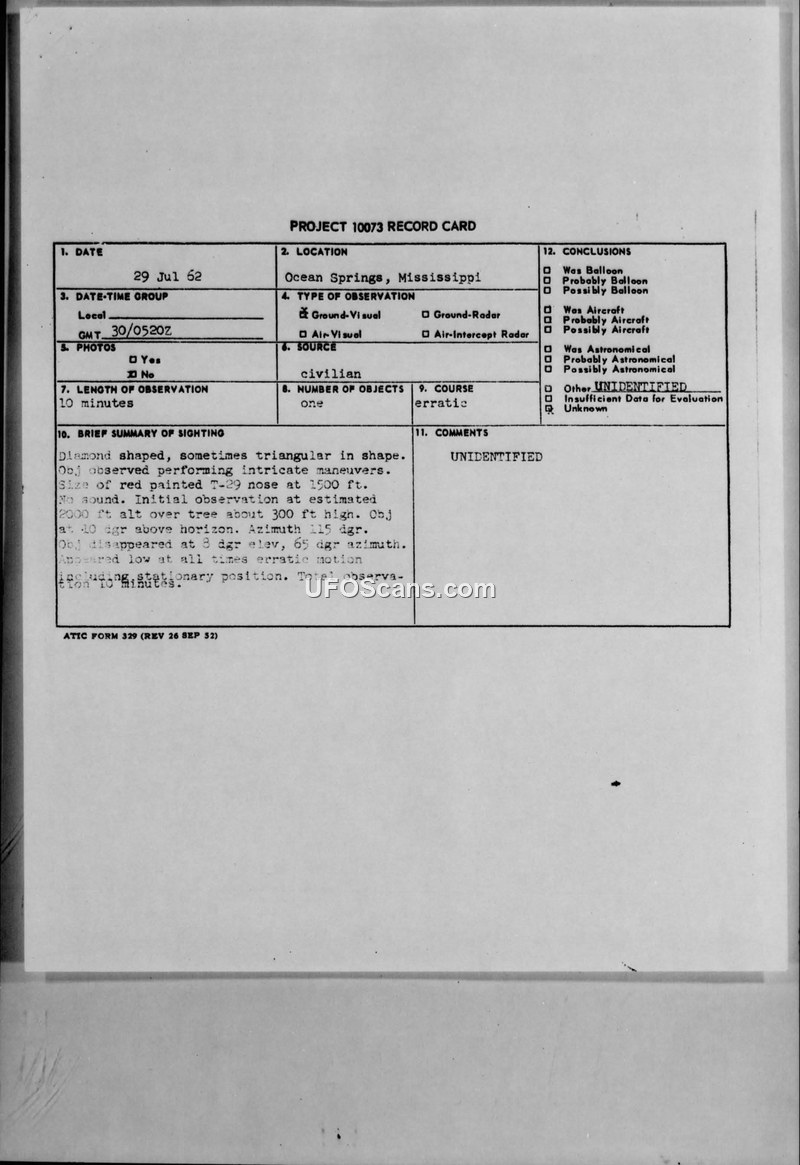 PROJECT 10073 RECORD CARD
1. DATE
29 Jul 62
2. LOCATION
Ocean Springs, Mississippi
3. DATE-TIME GROUP
Local
GMT 30/0520Z
4. TYPE OF OBSERVATION
Ground-Visual Ground-Radar
Air-Visual Air-Intercept Radar
5. PHOTOS
Yes
No
6. SOURCE
civilian
7. LENGTH OF OBSERVATION
10 minutes
8. NUMBER OF OBJECTS
one
9. COURSE
erratic
10. BRIEF SUMMARY OF SIGHTING
Diamond shaped, sometimes triangular in shape.
Obj observed performing intricate maneuvers.
Size of red painted T-29 nose at 1500 ft.
No sound. Initial observation at estimated
2000 ft alt over tree about 300 ft high. Obj
at dgr above horizon. Azimuth 115 dgr.
Obj disappeared at 8 dgr elev, 65 dgr azimuth.
Appeared low at all times erratic motion
including stationary position. Total observa-
tion 10 minutes.
11. COMMENTS
UNIDENTIFIED
12. CONCLUSIONS
Was Balloon
Probably Balloon
Possibly Balloon
Was Aircraft
Probably Aircraft
Possibly Aircraft
Was Astronomical
Probably Astronomical
Possibly Astronomical
Other UNIDENTIFIED
Insufficient Data for Evaluation
Unknown
ATIC FORM 329 (REV 26 SEP 52)
UFOScans.com